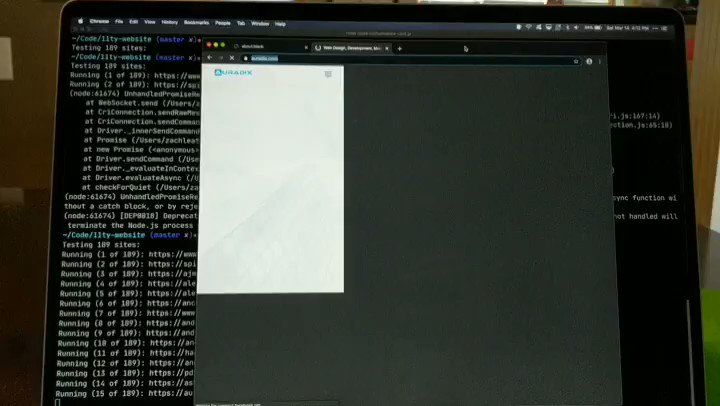 Chrome File Edit View History Bookmarks People Tab Window Help
Sat Mar 14 4:12 PM
~/Code/11ty-website (master x)
Testing 189 sites:
~/Code/11ty-website (master x)
Testing 189 sites:
Running (1 of 189): https://www
Running (2 of 189): https://spi
(node:61674) UnhandledPromiseRe
at WebSocket.send (/Users/z
at CriConnection.sendRawMes
at CriConnection.sendComman
at Driver._innerSendCommand
at Promise (/Users/zachleat
at new Promise (<anonymous>
at Driver.sendCommand (/Use
at Driver._evaluateInContex
at Driver.evaluateAsync (/U
at checkForQuiet (/Users/za
(node:61674) UnhandledPromiseRe
thout a catch block, or by reje
(node:61674) [DEP0018] Deprecat
terminate the Node.js process
~/Code/11ty-website (master x)
Testing 189 sites:
Running (1 of 189): https://www
Running (2 of 189): https://spi
Running (3 of 189): https://ajm
Running (4 of 189): https://ale
Running (5 of 189): https://ale
Running (6 of 189): https://and
Running (7 of 189): https://www
Running (8 of 189): https://and
Running (9 of 189): https://and
Running (10 of 189): https://an
Running (11 of 189): https://an
Running (12 of 189): https://an
Running (13 of 189): https://pd
Running (14 of 189): https://as
Running (15 of 189): https://au
about:blank
Web Design, Development,
auradix.com
AURADIX
ri.js:167:14)
ection.js:65:18)
sync function wi
not handled will